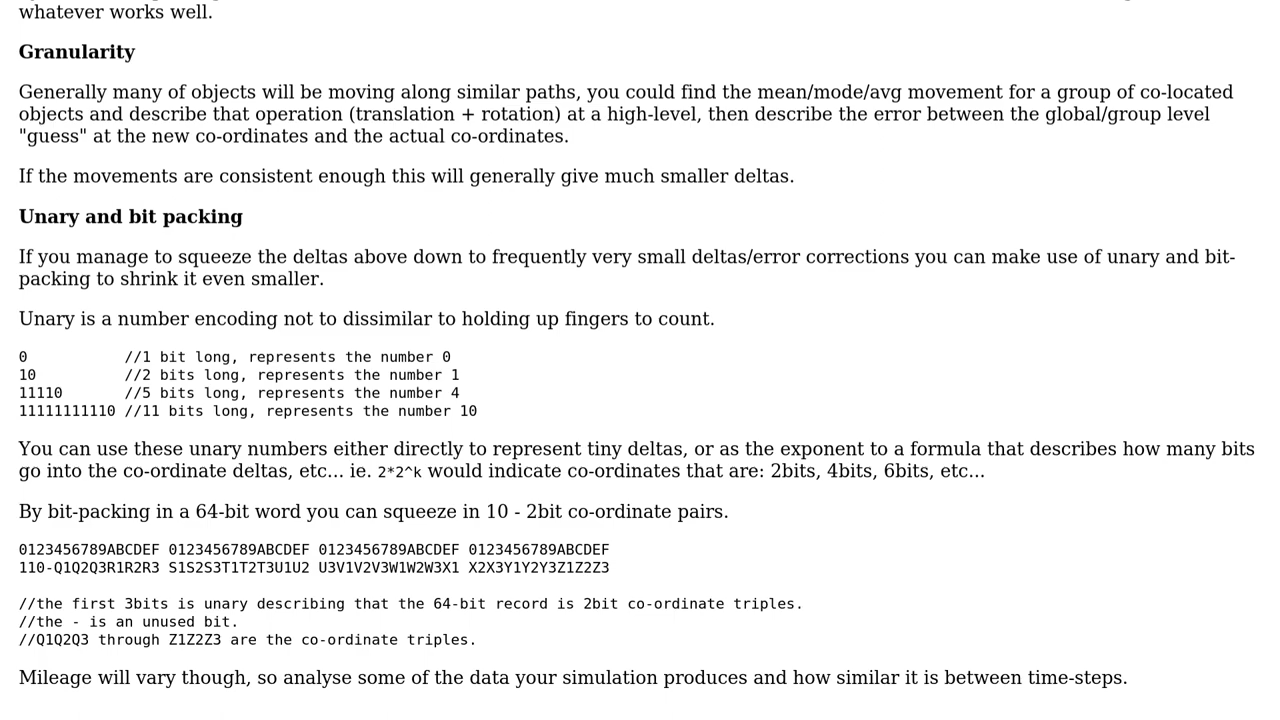 whatever works well.
Granularity
Generally many of objects will be moving along similar paths, you could find the mean/mode/avg movement for a group of co-located
objects and describe that operation (translation + rotation) at a high-level, then describe the error between the global/group level
"guess" at the new co-ordinates and the actual co-ordinates.
If the movements are consistent enough this will generally give much smaller deltas.
Unary and bit packing
If you manage to squeeze the deltas above down to frequently very small deltas/error corrections you can make use of unary and bit-
packing to shrink it even smaller.
Unary is a number encoding not to dissimilar to holding up fingers to count.
0           //1 bit long, represents the number 0
10          //2 bits long, represents the number 1
11110       //5 bits long, represents the number 4
11111111110 //11 bits long, represents the number 10
You can use these unary numbers either directly to represent tiny deltas, or as the exponent to a formula that describes how many bits
go into the co-ordinate deltas, etc... ie. 2*2^k would indicate co-ordinates that are: 2bits, 4bits, 6bits, etc...
By bit-packing in a 64-bit word you can squeeze in 10 - 2bit co-ordinate pairs.
0123456789ABCDEF 0123456789ABCDEF 0123456789ABCDEF 0123456789ABCDEF
110-Q1Q2Q3R1R2R3 S1S2S3T1T2T3U1U2 U3V1V2V3W1W2W3X1 X2X3Y1Y2Y3Z1Z2Z3
//the first 3bits is unary describing that the 64-bit record is 2bit co-ordinate triples.
//the - is an unused bit.
//Q1Q2Q3 through Z1Z2Z3 are the co-ordinate triples.
Mileage will vary though, so analyse some of the data your simulation produces and how similar it is between time-steps.